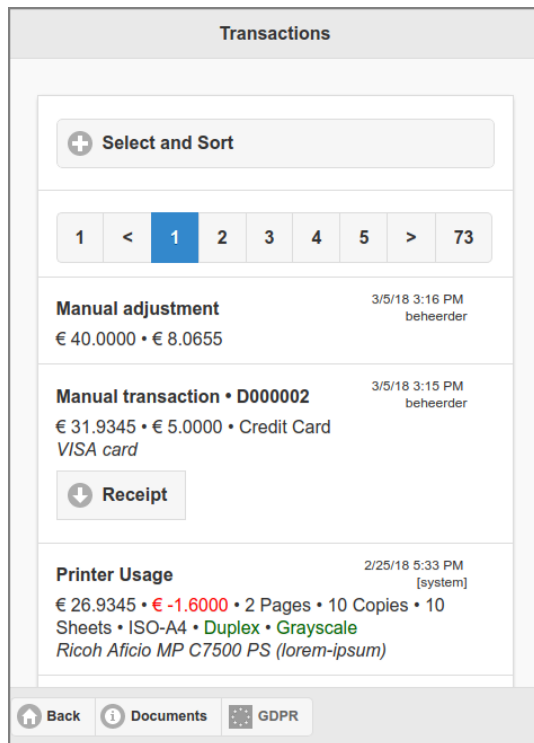 Transactions
Select and Sort
1 < 1 2 3 4 5 > 73
Manual adjustment
3/5/18 3:16 PM
beheerder
€ 40.0000 • € 8.0655
Manual transaction • D000002
3/5/18 3:15 PM
beheerder
€ 31.9345 • € 5.0000 • Credit Card
VISA card
Receipt
Printer Usage
2/25/18 5:33 PM
[system]
€ 26.9345 • € -1.6000 • 2 Pages • 10 Copies • 10
Sheets • ISO-A4 • Duplex • Grayscale
Ricoh Aficio MP C7500 PS (lorem-ipsum)
Back Documents GDPR